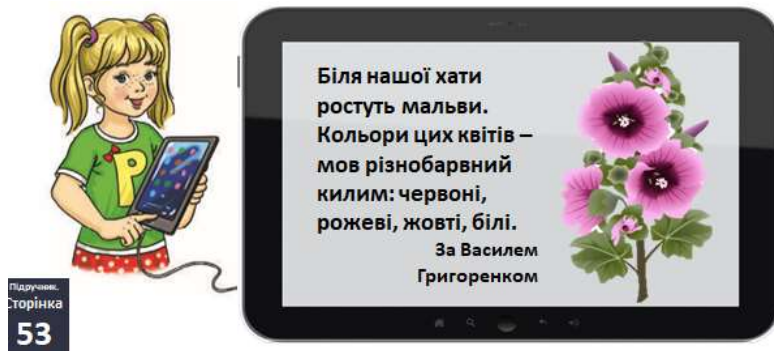 Р
Біля нашої хати
ростуть мальви.
Кольори цих квітів –
мов різнобарвний
килим: червоні,
рожеві, жовті, білі.
За Василем
Григоренком
Підручник.
Сторінка
53